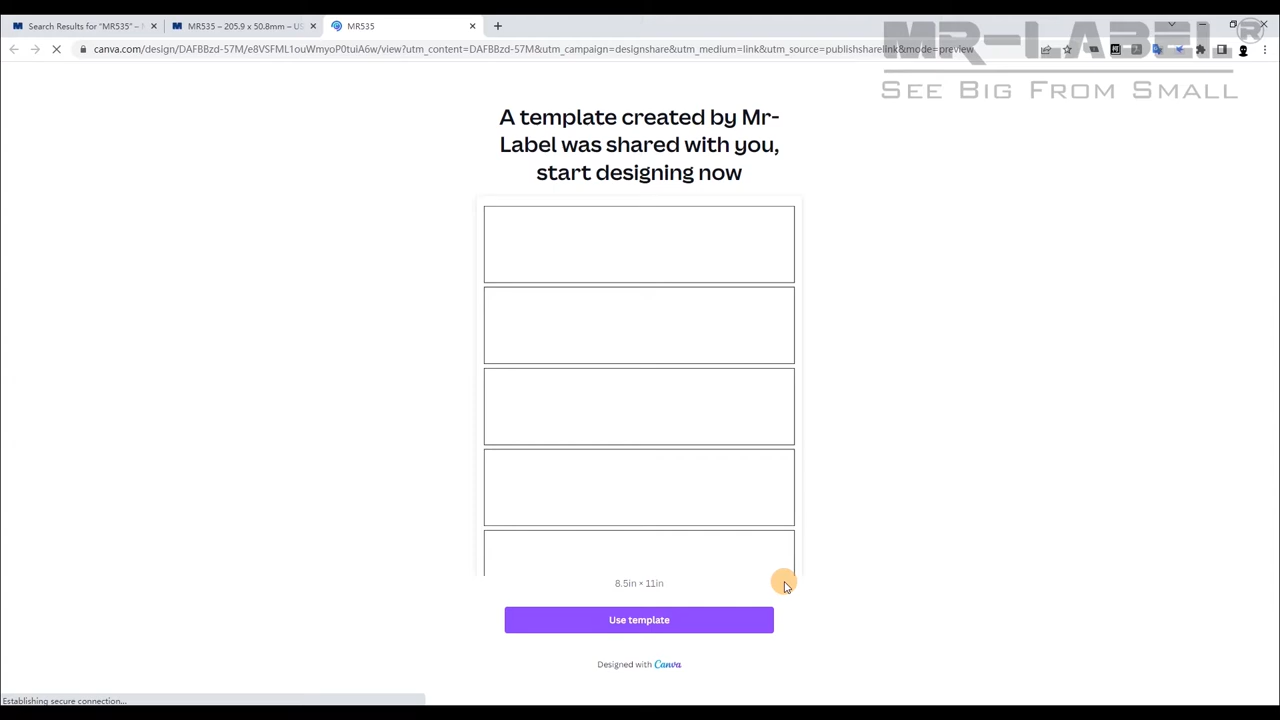 Search Results for "MR535" –
MR535 – 205.9 x 50.8mm – US
MR535
canva.com/design/DAFBBzd-57M/e8VSFML1ouWmyoP0tuiA6w/view?utm_content=DAFBBzd-57M&utm_campaign=designshare&utm_medium=link&utm_source=publishsharelink&mode=preview
MR-LABEL®
SEE BIG FROM SMALL
A template created by Mr-
Label was shared with you,
start designing now
8.5in × 11in
Use template
Designed with Canva
Establishing secure connection...